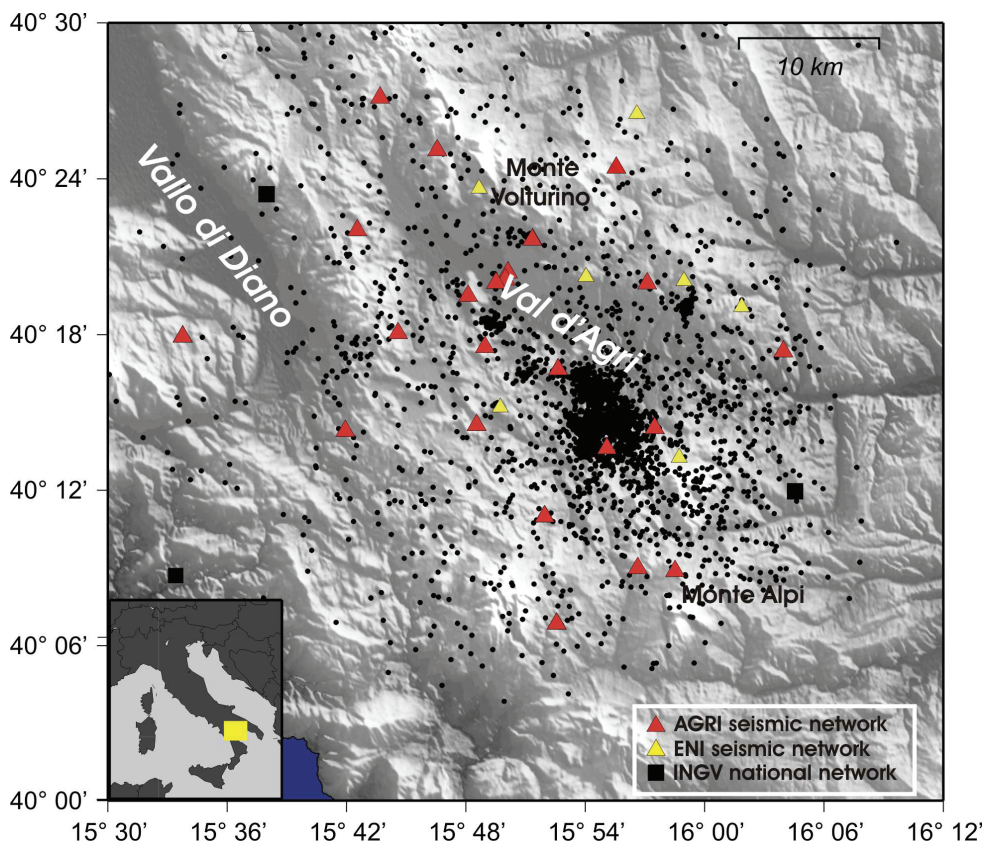 40° 30'
40° 24'
40° 18'
40° 12'
40° 06'
40° 00'
10 km
Monte
Volturino
Vallo di Diano
Val d'Agri
Monte Alpi
AGRI seismic network
ENI seismic network
INGV national network
15° 30'
15° 36'
15° 42'
15° 48'
15° 54'
16° 00'
16° 06'
16° 12'